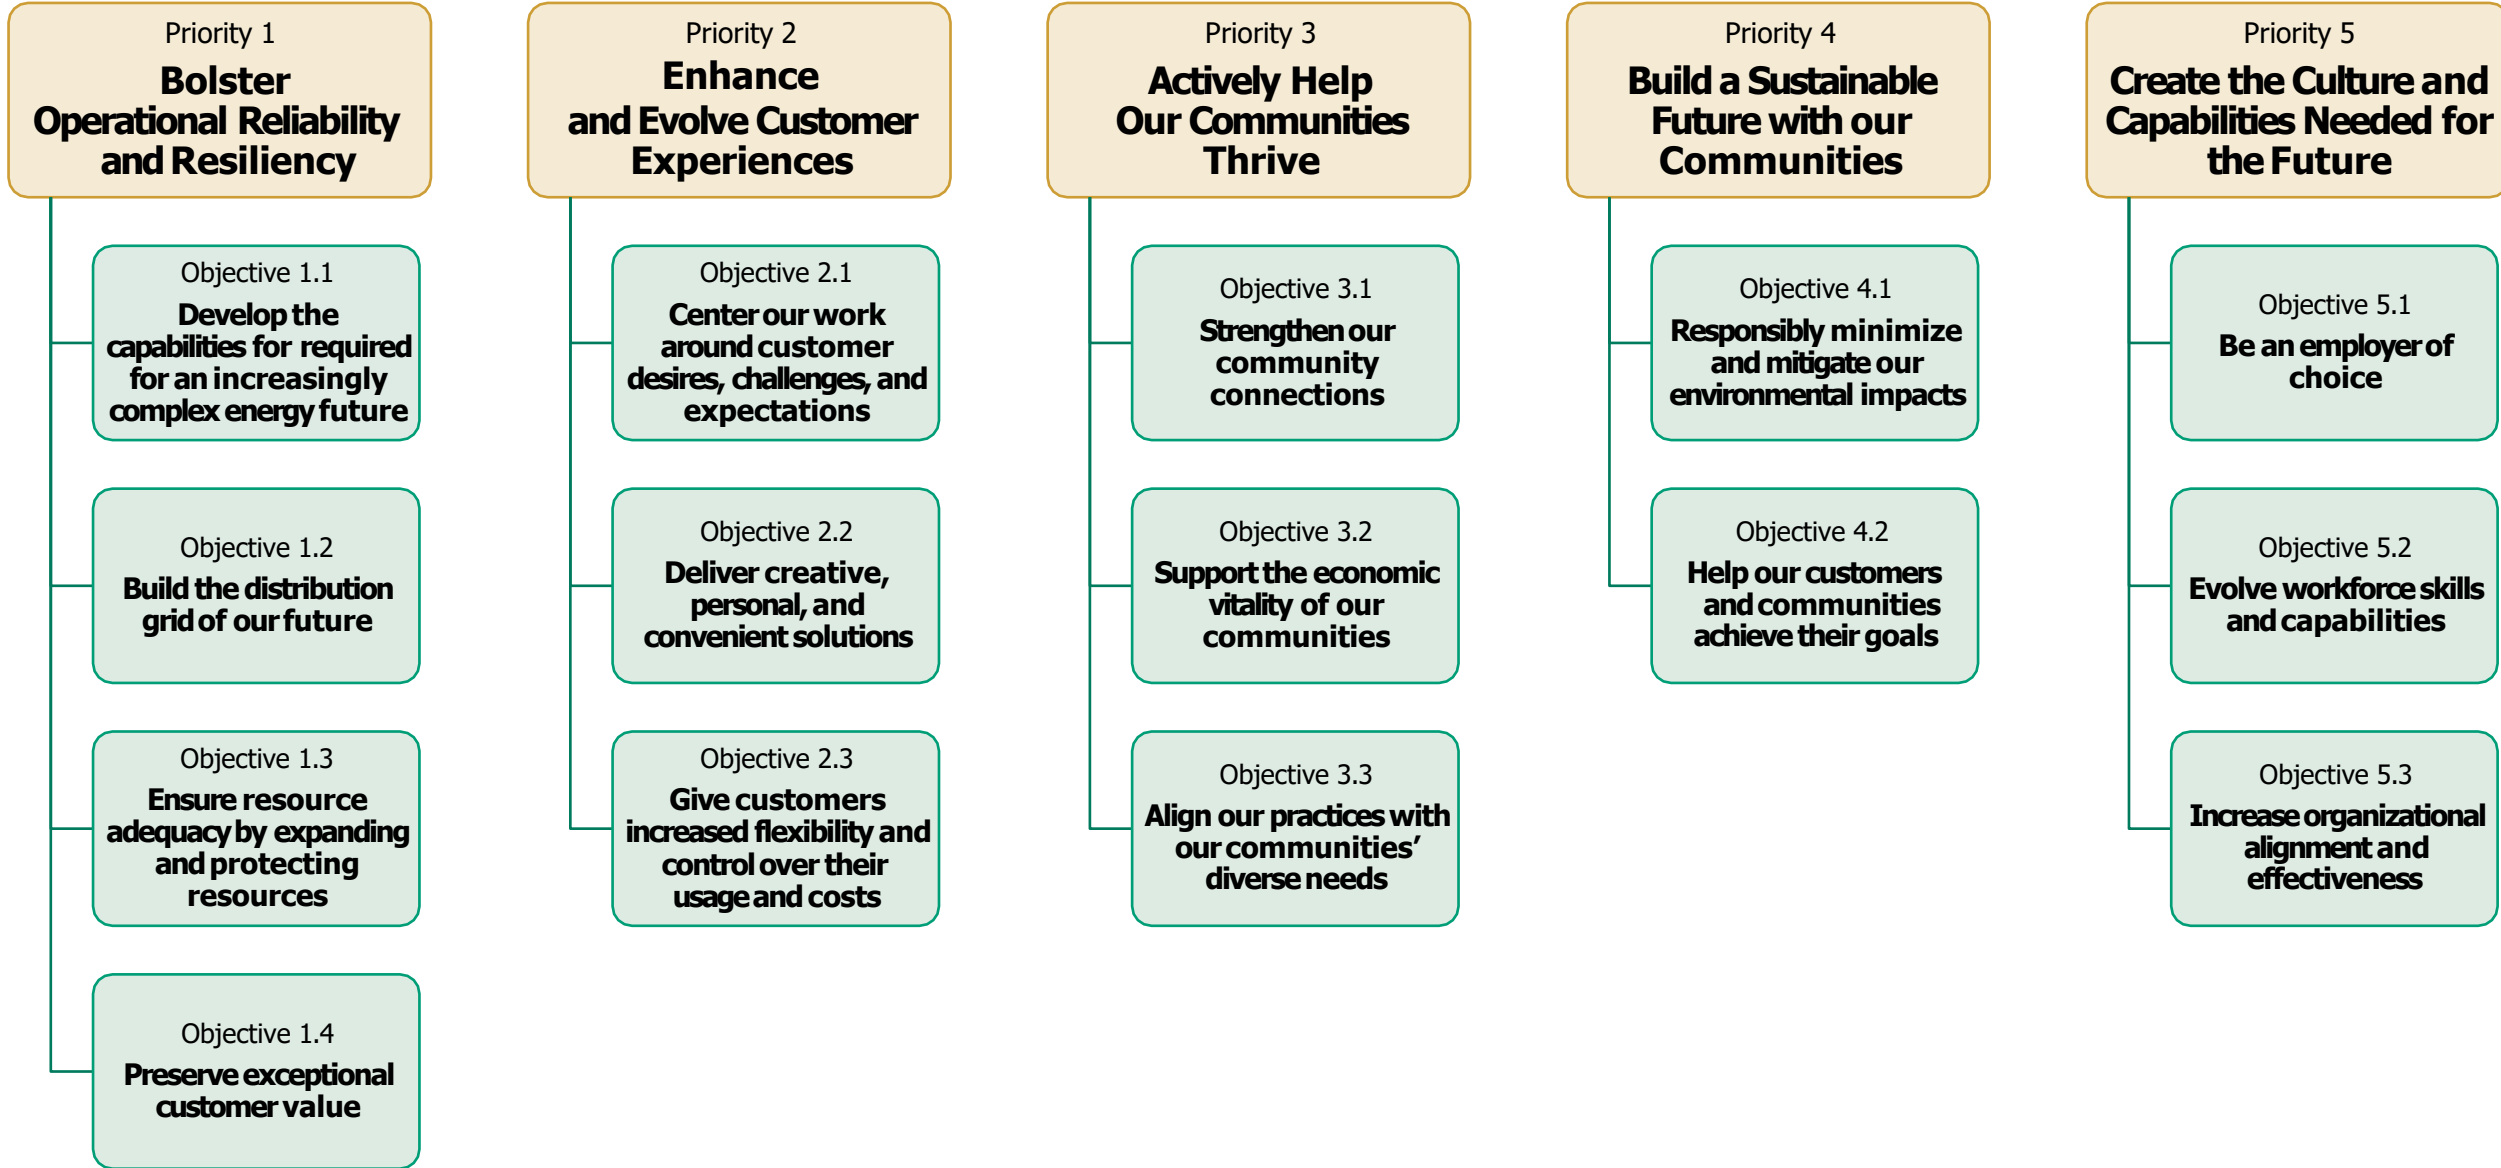 Priority 1
Bolster
Operational Reliability
and Resiliency
Objective 1.1
Develop the
capabilities for required
for an increasingly
complex energy future
Objective 1.2
Build the distribution
grid of our future
Objective 1.3
Ensure resource
adequacy by expanding
and protecting
resources
Objective 1.4
Preserve exceptional
customer value
Priority 2
Enhance
and Evolve Customer
Experiences
Objective 2.1
Center our work
around customer
desires, challenges, and
expectations
Objective 2.2
Deliver creative,
personal, and
convenient solutions
Objective 2.3
Give customers
increased flexibility and
control over their
usage and costs
Priority 3
Actively Help
Our Communities
Thrive
Objective 3.1
Strengthen our
community
connections
Objective 3.2
Support the economic
vitality of our
communities
Objective 3.3
Align our practices with
our communities’
diverse needs
Priority 4
Build a Sustainable
Future with our
Communities
Objective 4.1
Responsibly minimize
and mitigate our
environmental impacts
Objective 4.2
Help our customers
and communities
achieve their goals
Priority 5
Create the Culture and
Capabilities Needed for
the Future
Objective 5.1
Be an employer of
choice
Objective 5.2
Evolve workforce skills
and capabilities
Objective 5.3
Increase organizational
alignment and
effectiveness